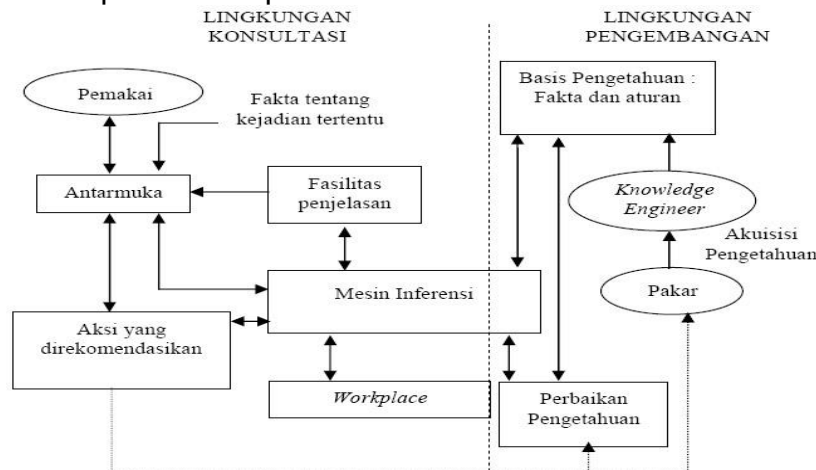 LINGKUNGAN
KONSULTASI
LINGKUNGAN
PENGEMBANGAN
Pemakai
Fakta tentang
kejadian tertentu
Basis Pengetahuan :
Fakta dan aturan
Antarmuka
Fasilitas
penjelasan
Knowledge
Engineer
Akuisisi
Pengetahuan
Mesin Inferensi
Pakar
Aksi yang
direkomendasikan
Workplace
Perbaikan
Pengetahuan